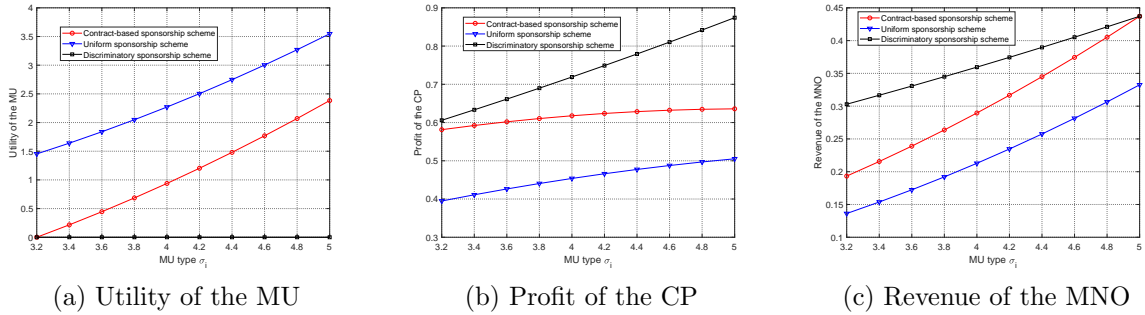 Contract-based sponsorship scheme
Uniform sponsorship scheme
Discriminatory sponsorship scheme
Utility of the MU
4
3.5
3
2.5
2
1.5
1
0.5
0
3.2 3.4 3.6 3.8 4 4.2 4.4 4.6 4.8 5
MU type σi
(a) Utility of the MU
Contract-based sponsorship scheme
Uniform sponsorship scheme
Discriminatory sponsorship scheme
Profit of the CP
0.9
0.8
0.7
0.6
0.5
0.4
0.3
3.2 3.4 3.6 3.8 4 4.2 4.4 4.6 4.8 5
MU type σi
(b) Profit of the CP
Contract-based sponsorship scheme
Uniform sponsorship scheme
Discriminatory sponsorship scheme
Revenue of the MNO
0.45
0.4
0.35
0.3
0.25
0.2
0.15
0.1
3.2 3.4 3.6 3.8 4 4.2 4.4 4.6 4.8 5
MU type σi
(c) Revenue of the MNO